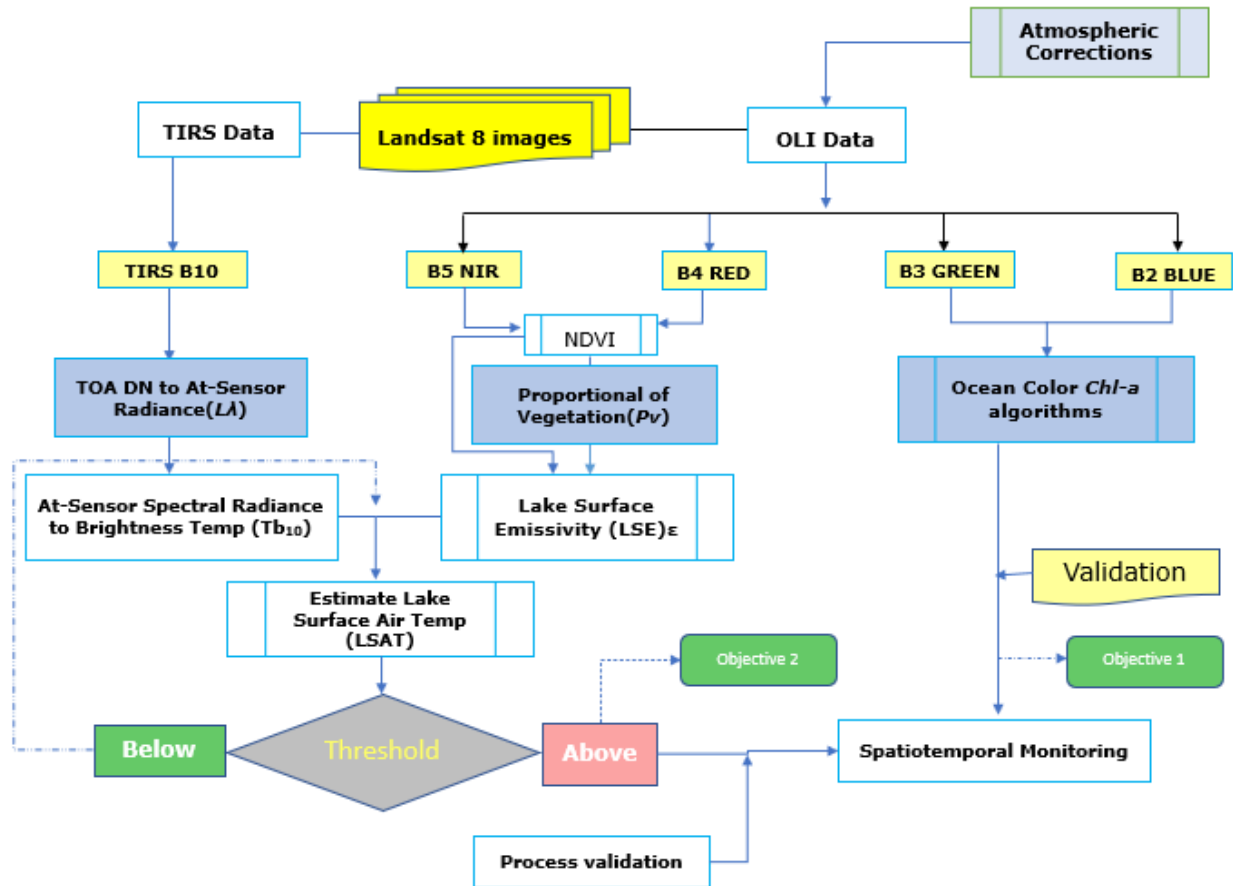 Atmospheric
Corrections
TIRS Data
Landsat 8 images
OLI Data
TIRS B10
B5 NIR
B4 RED
B3 GREEN
B2 BLUE
NDVI
TOA DN to At-Sensor
Radiance(Lλ)
Proportional of
Vegetation(Pv)
Ocean Color Chl-a
algorithms
At-Sensor Spectral Radiance
to Brightness Temp (Tb₁₀)
Lake Surface
Emissivity (LSE)ε
Validation
Estimate Lake
Surface Air Temp
(LSAT)
Objective 2
Objective 1
Below
Threshold
Above
Spatiotemporal Monitoring
Process validation